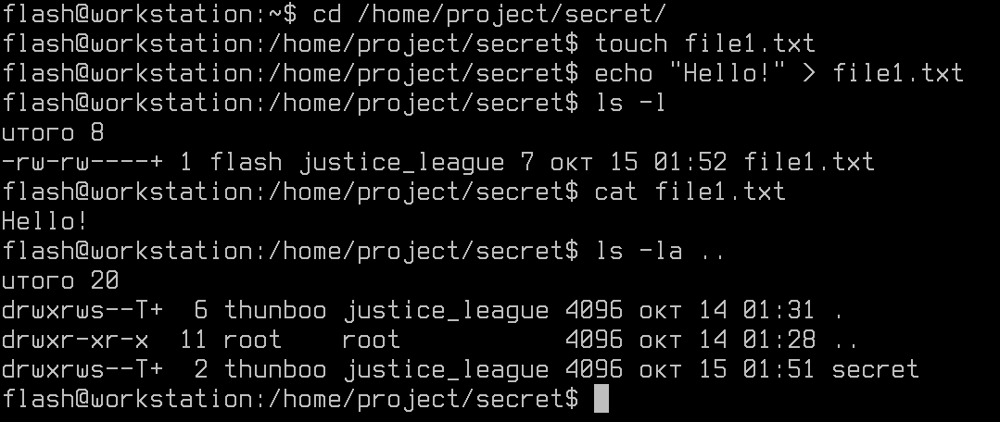 flash@workstation:~$ cd /home/project/secret/
flash@workstation:/home/project/secret$ touch file1.txt
flash@workstation:/home/project/secret$ echo "Hello!" > file1.txt
flash@workstation:/home/project/secret$ ls -l
итого 8
-rw-rw----+ 1 flash justice_league 7 окт 15 01:52 file1.txt
flash@workstation:/home/project/secret$ cat file1.txt
Hello!
flash@workstation:/home/project/secret$ ls -la ..
итого 20
drwxrws--T+  6 thunboo justice_league 4096 окт 14 01:31 .
drwxr-xr-x  11 root    root           4096 окт 14 01:28 ..
drwxrws--T+  2 thunboo justice_league 4096 окт 15 01:51 secret
flash@workstation:/home/project/secret$